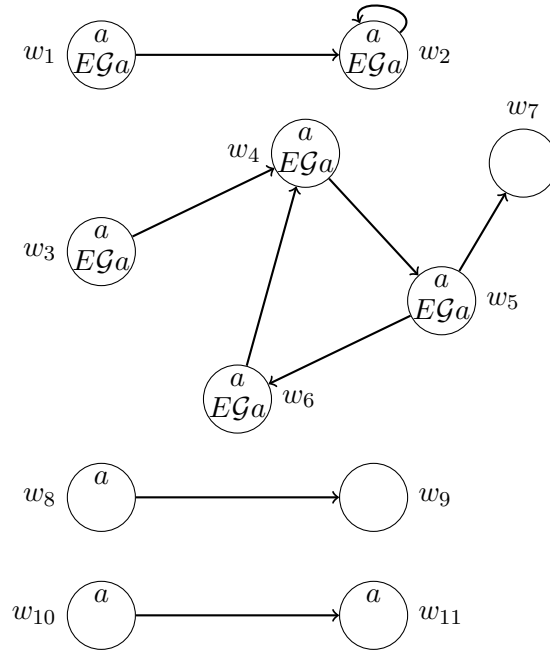 w₁ a E𝒢a a E𝒢a w₂
w₇
w₄ a E𝒢a
w₃ a E𝒢a
a E𝒢a w₅
a E𝒢a w₆
w₈ a w₉
w₁₀ a a w₁₁